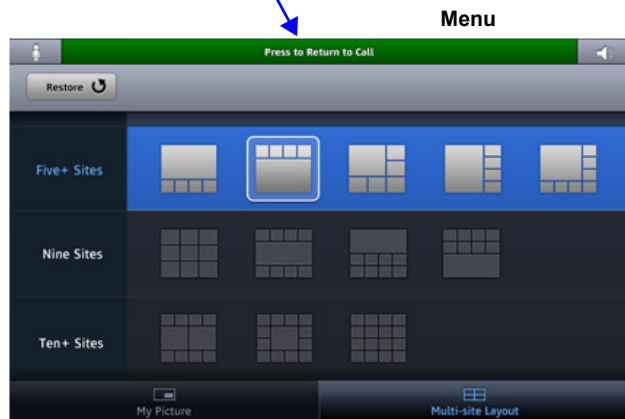 Menu
Press to Return to Call
Restore
Five+ Sites
Nine Sites
Ten+ Sites
My Picture
Multi-site Layout